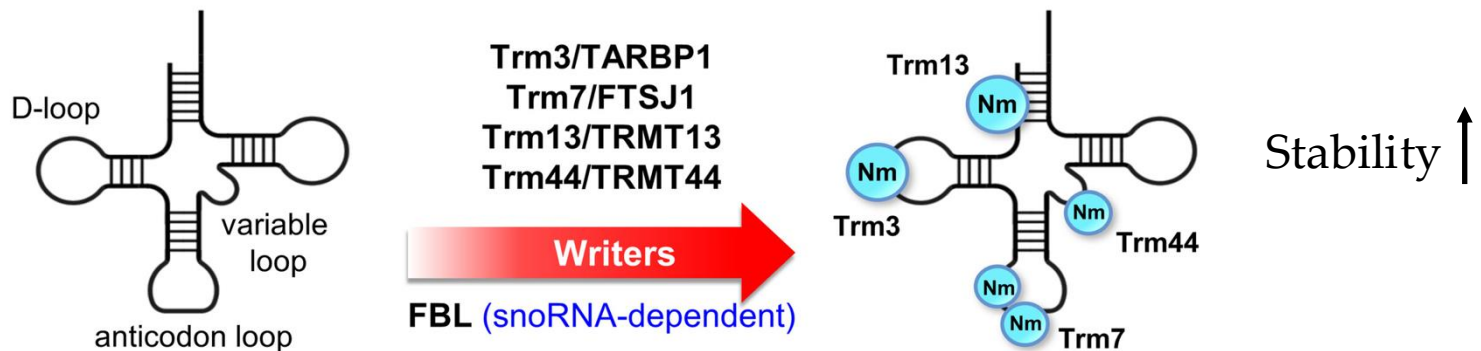 D-loop
variable
loop
anticodon loop
Trm3/TARBP1
Trm7/FTSJ1
Trm13/TRMT13
Trm44/TRMT44
Writers
FBL (snoRNA-dependent)
Trm13
Nm
Nm
Trm3
Nm
Trm44
Nm
Nm
Trm7
Stability ↑